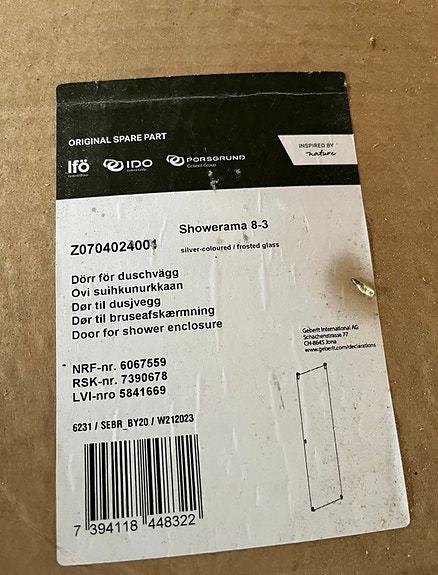 ORIGINAL SPARE PART
INSPIRED BY
nature
Ifö
IDO
PORSGRUND
Geberit Group
Showerama 8-3
Z0704024001
silver-coloured / frosted glass
Dörr för duschvägg
Ovi suihkunurkkaan
Dør til dusjvegg
Dør til bruseafskærmning
Door for shower enclosure
Geberit International AG
Schachenstrasse 77
CH-8645 Jona
www.geberit.com/declarations
NRF-nr. 6067559
RSK-nr. 7390678
LVI-nro 5841669
6231 / SEBR_BY20 / W212023
7 394118 448322